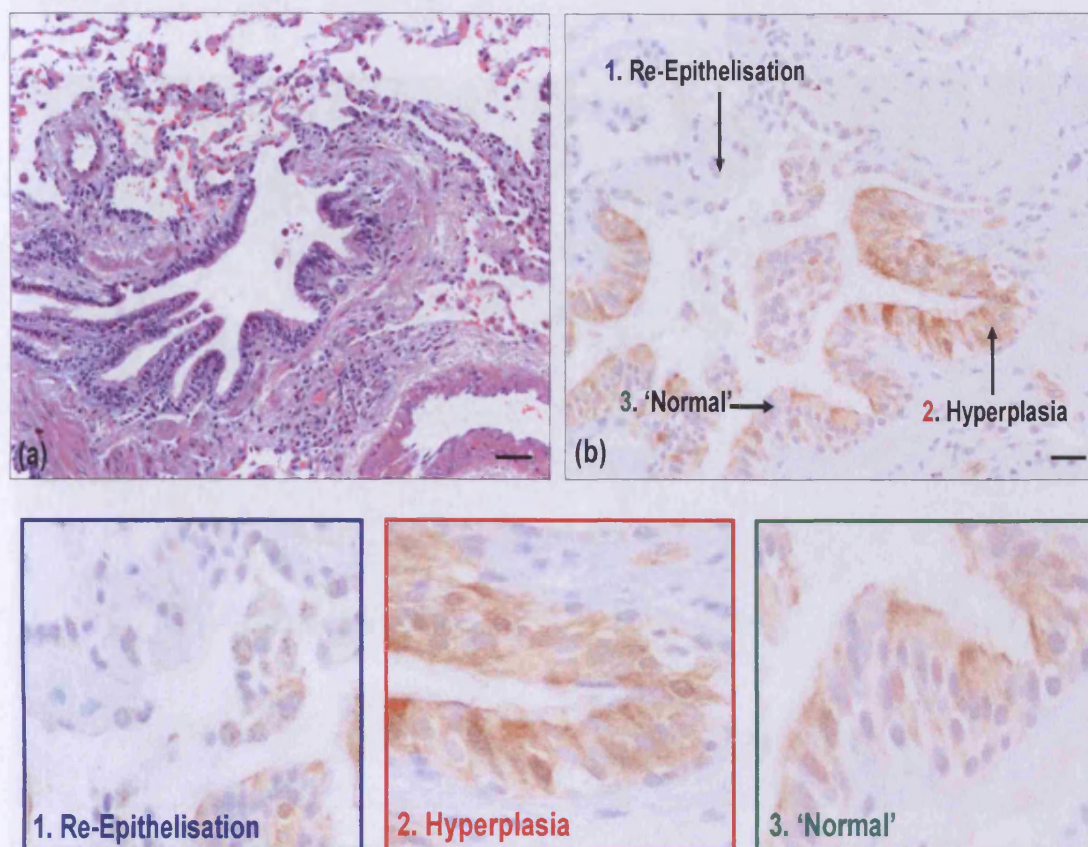 1. Re-Epithelisation
3. 'Normal'
2. Hyperplasia
(a)
(b)
1. Re-Epithelisation
2. Hyperplasia
3. 'Normal'